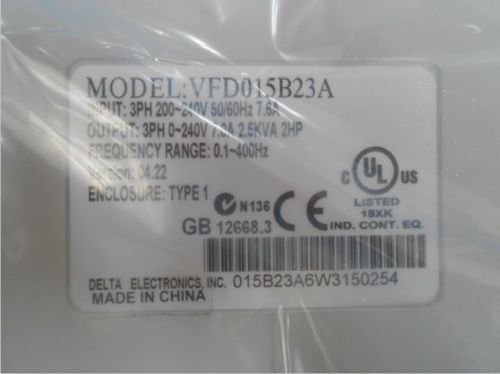 MODEL:VFD015B23A
INPUT: 3PH 200~240V 50/60Hz 7.6A
OUTPUT: 3PH 0~240V 7.0A 2.5KVA 2HP
FREQUENCY RANGE: 0.1~400Hz
Version: 04.22
ENCLOSURE: TYPE 1
N136
GB 12668.3
CE
C UL US
LISTED
19XK
IND. CONT. EQ.
DELTA ELECTRONICS, INC. 015B23A6W3150254
MADE IN CHINA